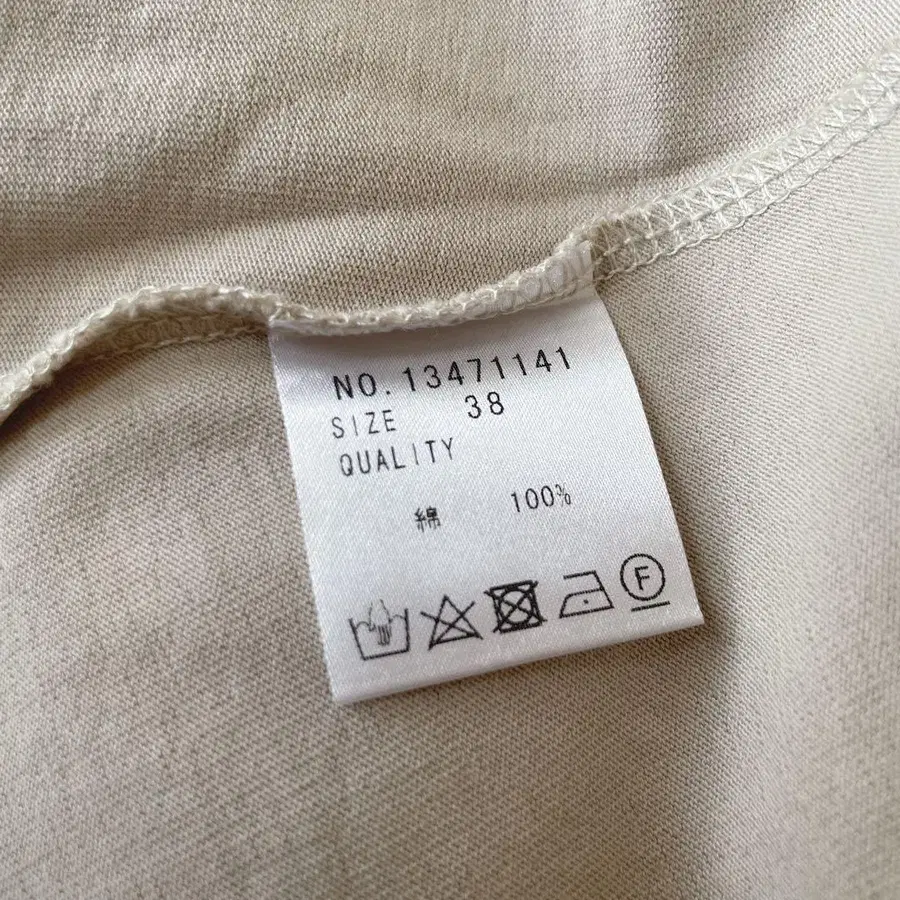 NO. 13471141
SIZE 38
QUALITY
綿 100%
F